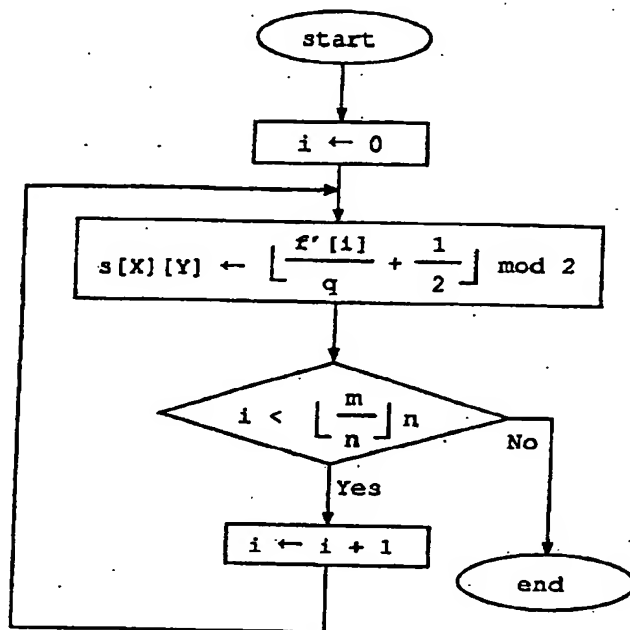 start
i ← 0
s[X][Y] ← ⌊ f'[i] / q + 1 / 2 ⌋ mod 2
i < ⌊ m / n ⌋ n
No
Yes
i ← i + 1
end